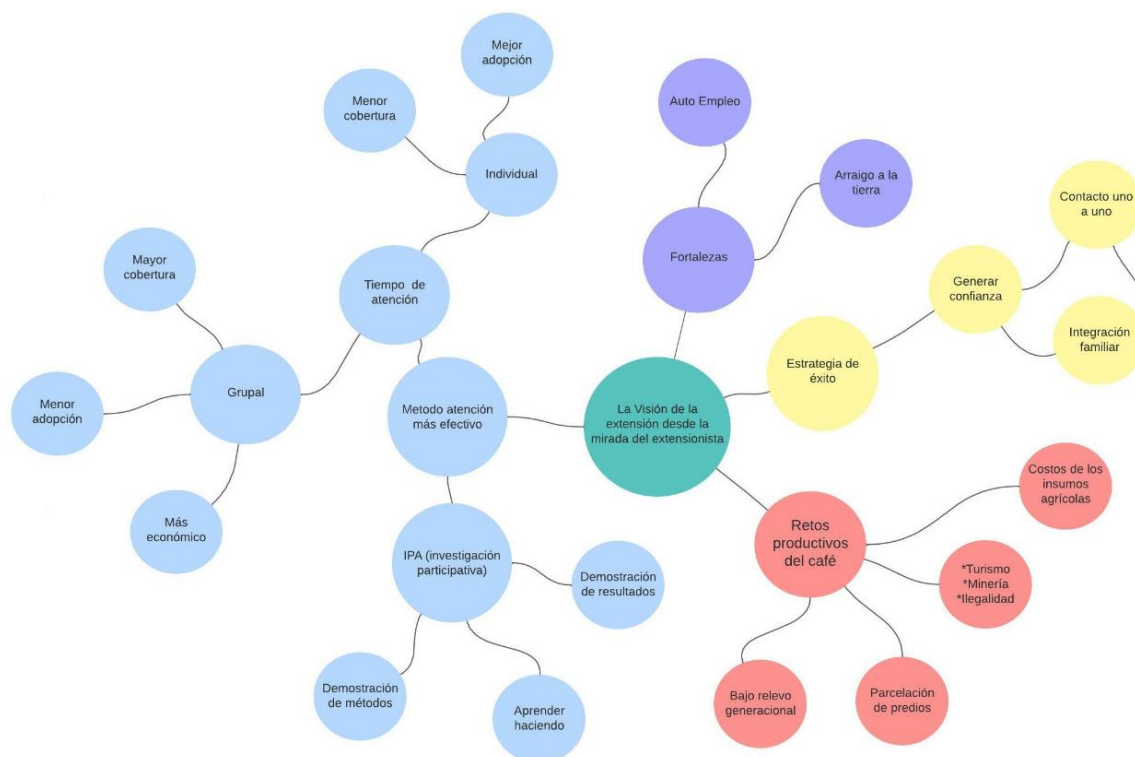 Mejor
adopción
Menor
cobertura
Individual
Auto Empleo
Arraigo a la
tierra
Contacto uno
a uno
Mayor
cobertura
Tiempo de
atención
Fortalezas
Generar
confianza
Integración
familiar
Estrategia de
éxito
Menor
adopción
Grupal
Metodo atención
más efectivo
La Visión de la
extensión desde la
mirada del extensionista
Costos de los
insumos
agrícolas
Más
económico
IPA (investigación
participativa)
Demostración
de resultados
Retos
productivos
del café
*Turismo
*Minería
*Ilegalidad
Demostración
de métodos
Aprender
haciendo
Bajo relevo
generacional
Parcelación
de predios